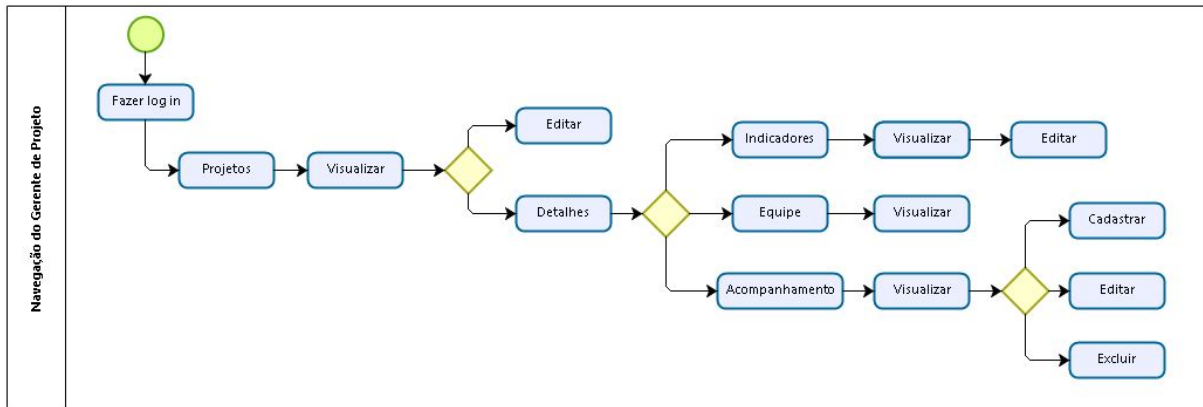 Navegação do Gerente de Projeto
Fazer log in
Projetos
Visualizar
Editar
Detalhes
Indicadores
Visualizar
Editar
Equipe
Visualizar
Acompanhamento
Visualizar
Cadastrar
Editar
Excluir